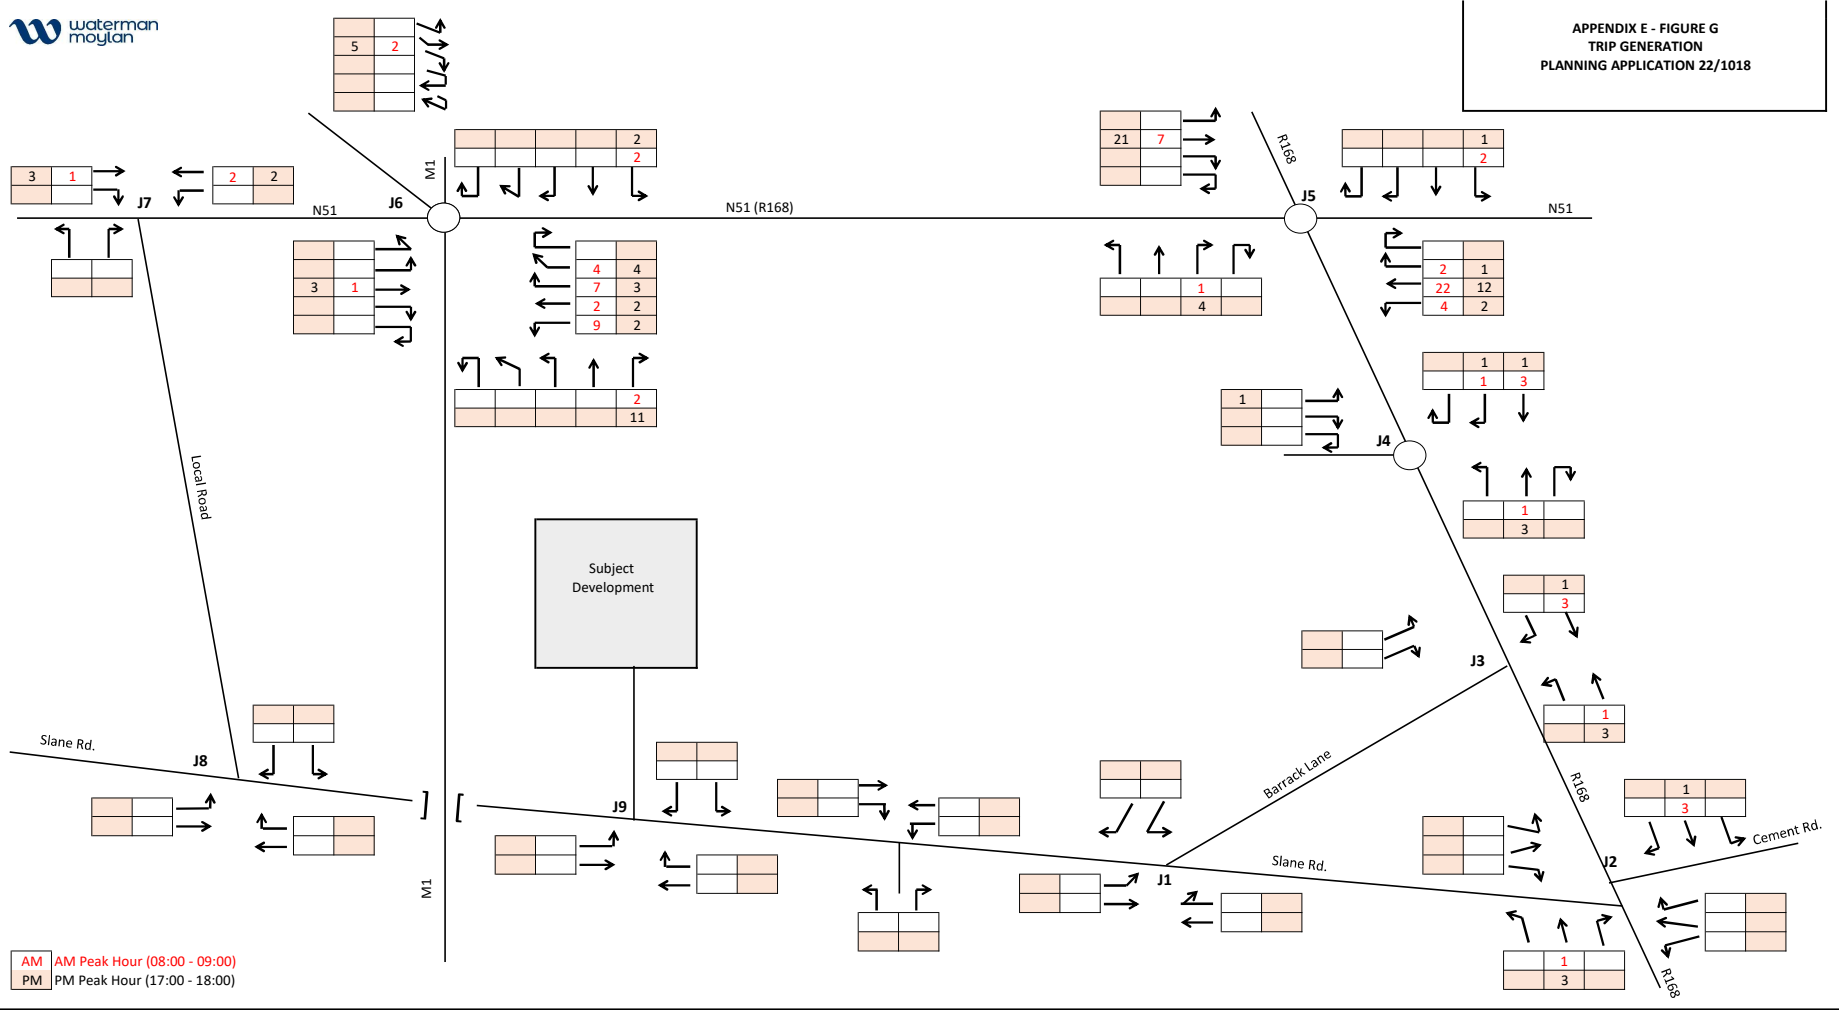 waterman
moylan
APPENDIX E - FIGURE G
TRIP GENERATION
PLANNING APPLICATION 22/1018
5 2
2
2
21 7
1
2
3 1
2 2
J7
N51
J6
M1
N51 (R168)
R168
J5
N51
3 1
4 4
7 3
2 2
9 2
2
11
1
4
2 1
22 12
4 2
1 1
1 3
1
J4
1
3
Local Road
Subject
Development
1
3
J3
1
3
Barrack Lane
R168
1
3
Cement Rd.
J2
Slane Rd.
J8
]
[
J9
M1
J1
Slane Rd.
1
3
R168
AM AM Peak Hour (08:00 - 09:00)
PM PM Peak Hour (17:00 - 18:00)